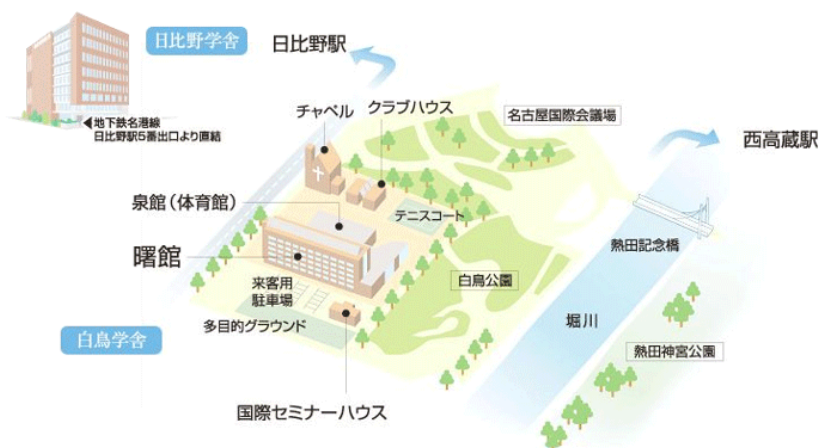 日比野学舎
日比野駅
地下鉄名港線
日比野駅5番出口より直結
チャペル
クラブハウス
名古屋国際会議場
西高蔵駅
泉館(体育館)
テニスコート
曙館
熱田記念橋
来客用
駐車場
白鳥公園
多目的グラウンド
堀川
白鳥学舎
熱田神宮公園
国際セミナーハウス